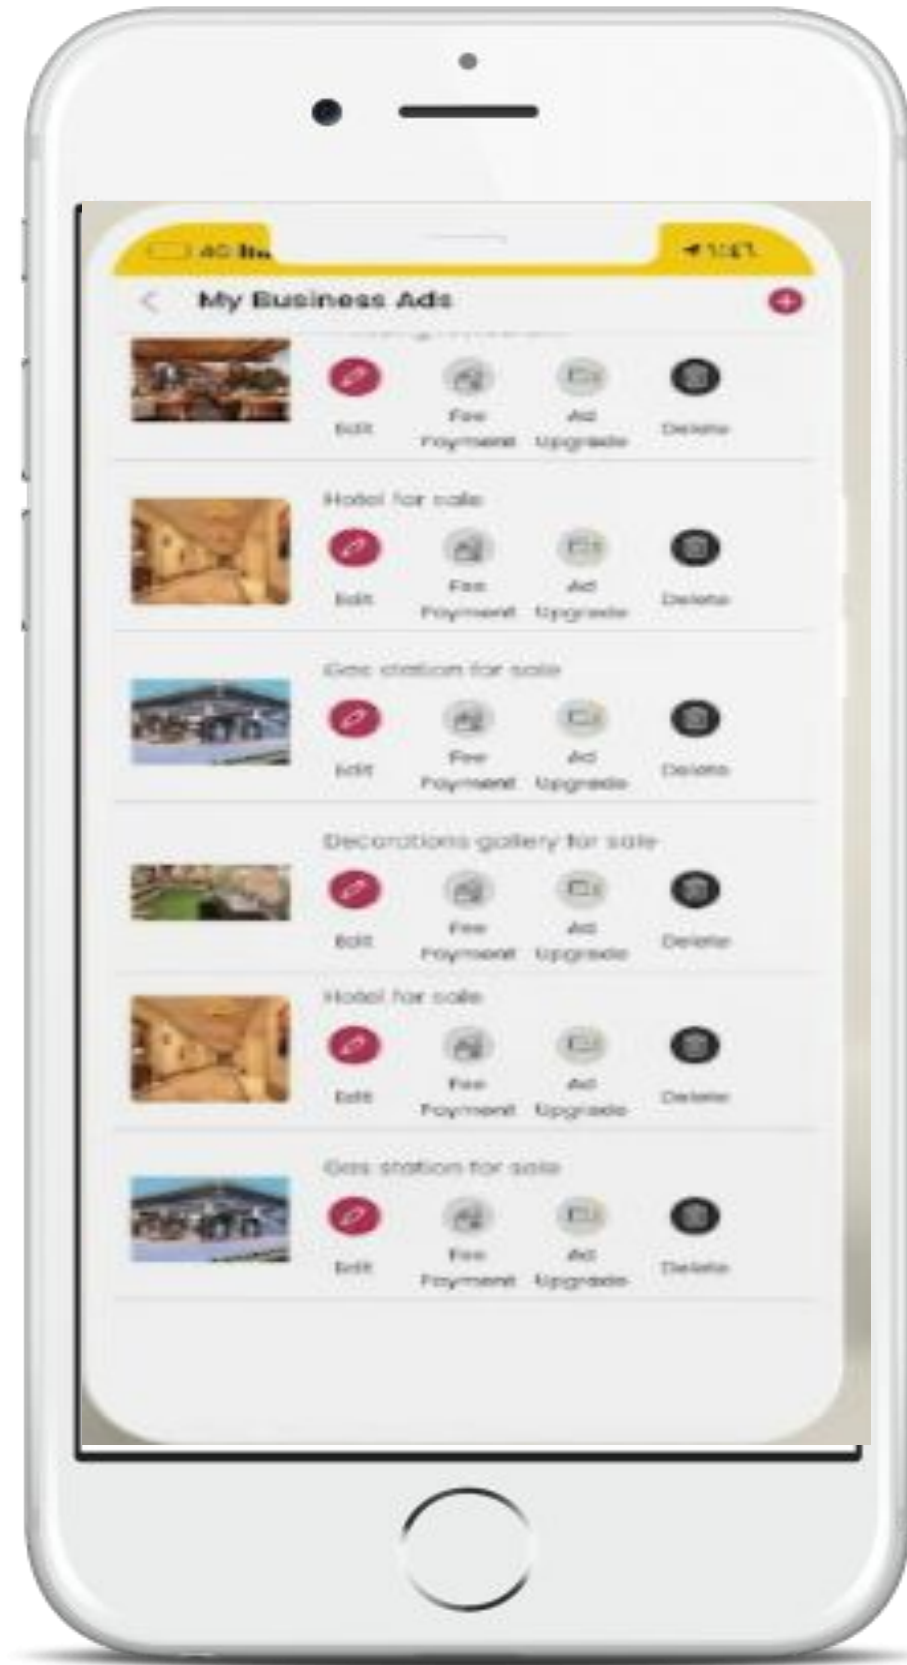 4G
My Business Ads
Edit
Fee
Payment
Ad
Upgrade
Delete
Hotel for sale
Edit
Fee
Payment
Ad
Upgrade
Delete
Gas station for sale
Edit
Fee
Payment
Ad
Upgrade
Delete
Decorations gallery for sale
Edit
Fee
Payment
Ad
Upgrade
Delete
Hotel for sale
Edit
Fee
Payment
Ad
Upgrade
Delete
Gas station for sale
Edit
Fee
Payment
Ad
Upgrade
Delete